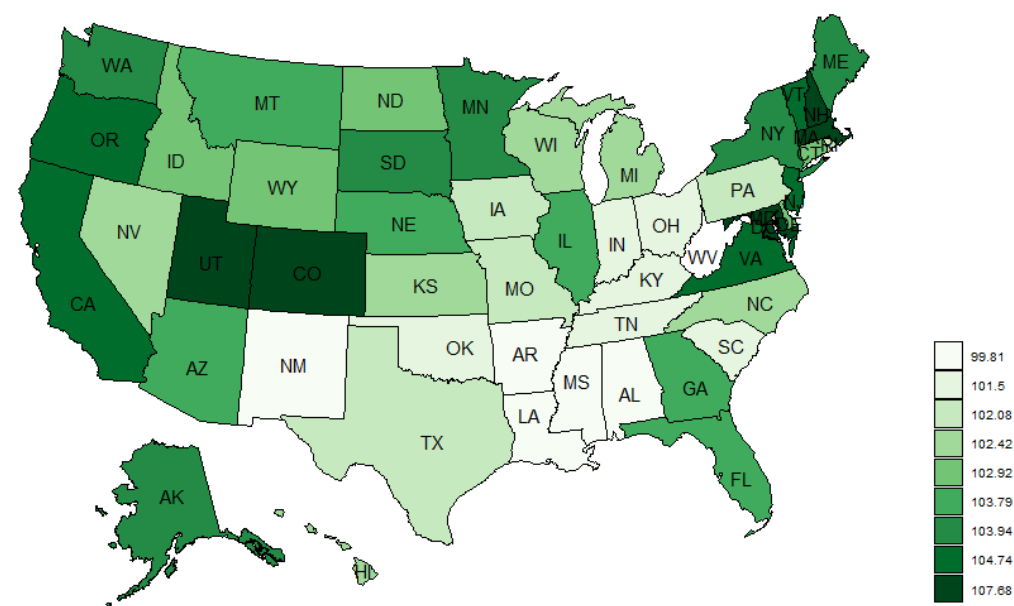 WA
ME
MT
ND
MN
VT
NH
OR
NY
MA
ID
SD
WI
CT
MI
WY
PA
NJ
IA
NE
NV
OH
IL
IN
WV
VA
UT
CO
CA
KS
MO
KY
NC
TN
OK
AR
SC
AZ
NM
MS
AL
GA
LA
TX
FL
AK
HI
99.81
101.5
102.08
102.42
102.92
103.79
103.94
104.74
107.68